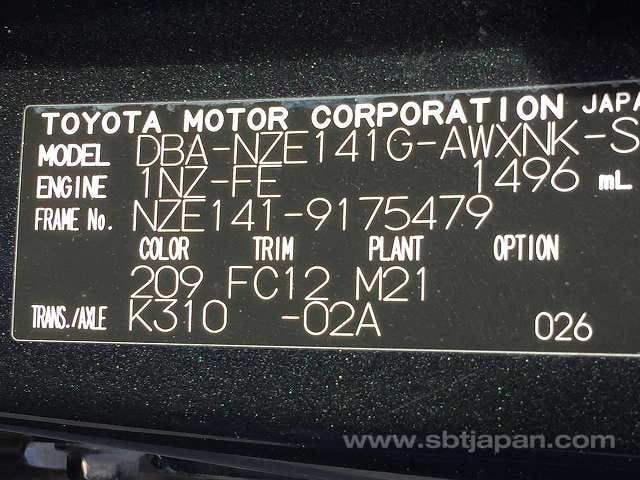 TOYOTA MOTOR CORPORATION JAPA
MODEL DBA-NZE141G-AWXNK-S
ENGINE 1NZ-FE 1496 mL
FRAME No. NZE141-9175479
COLOR TRIM PLANT OPTION
209 FC12 M21
TRANS./AXLE K310 -02A 026
www.sbtjapan.com